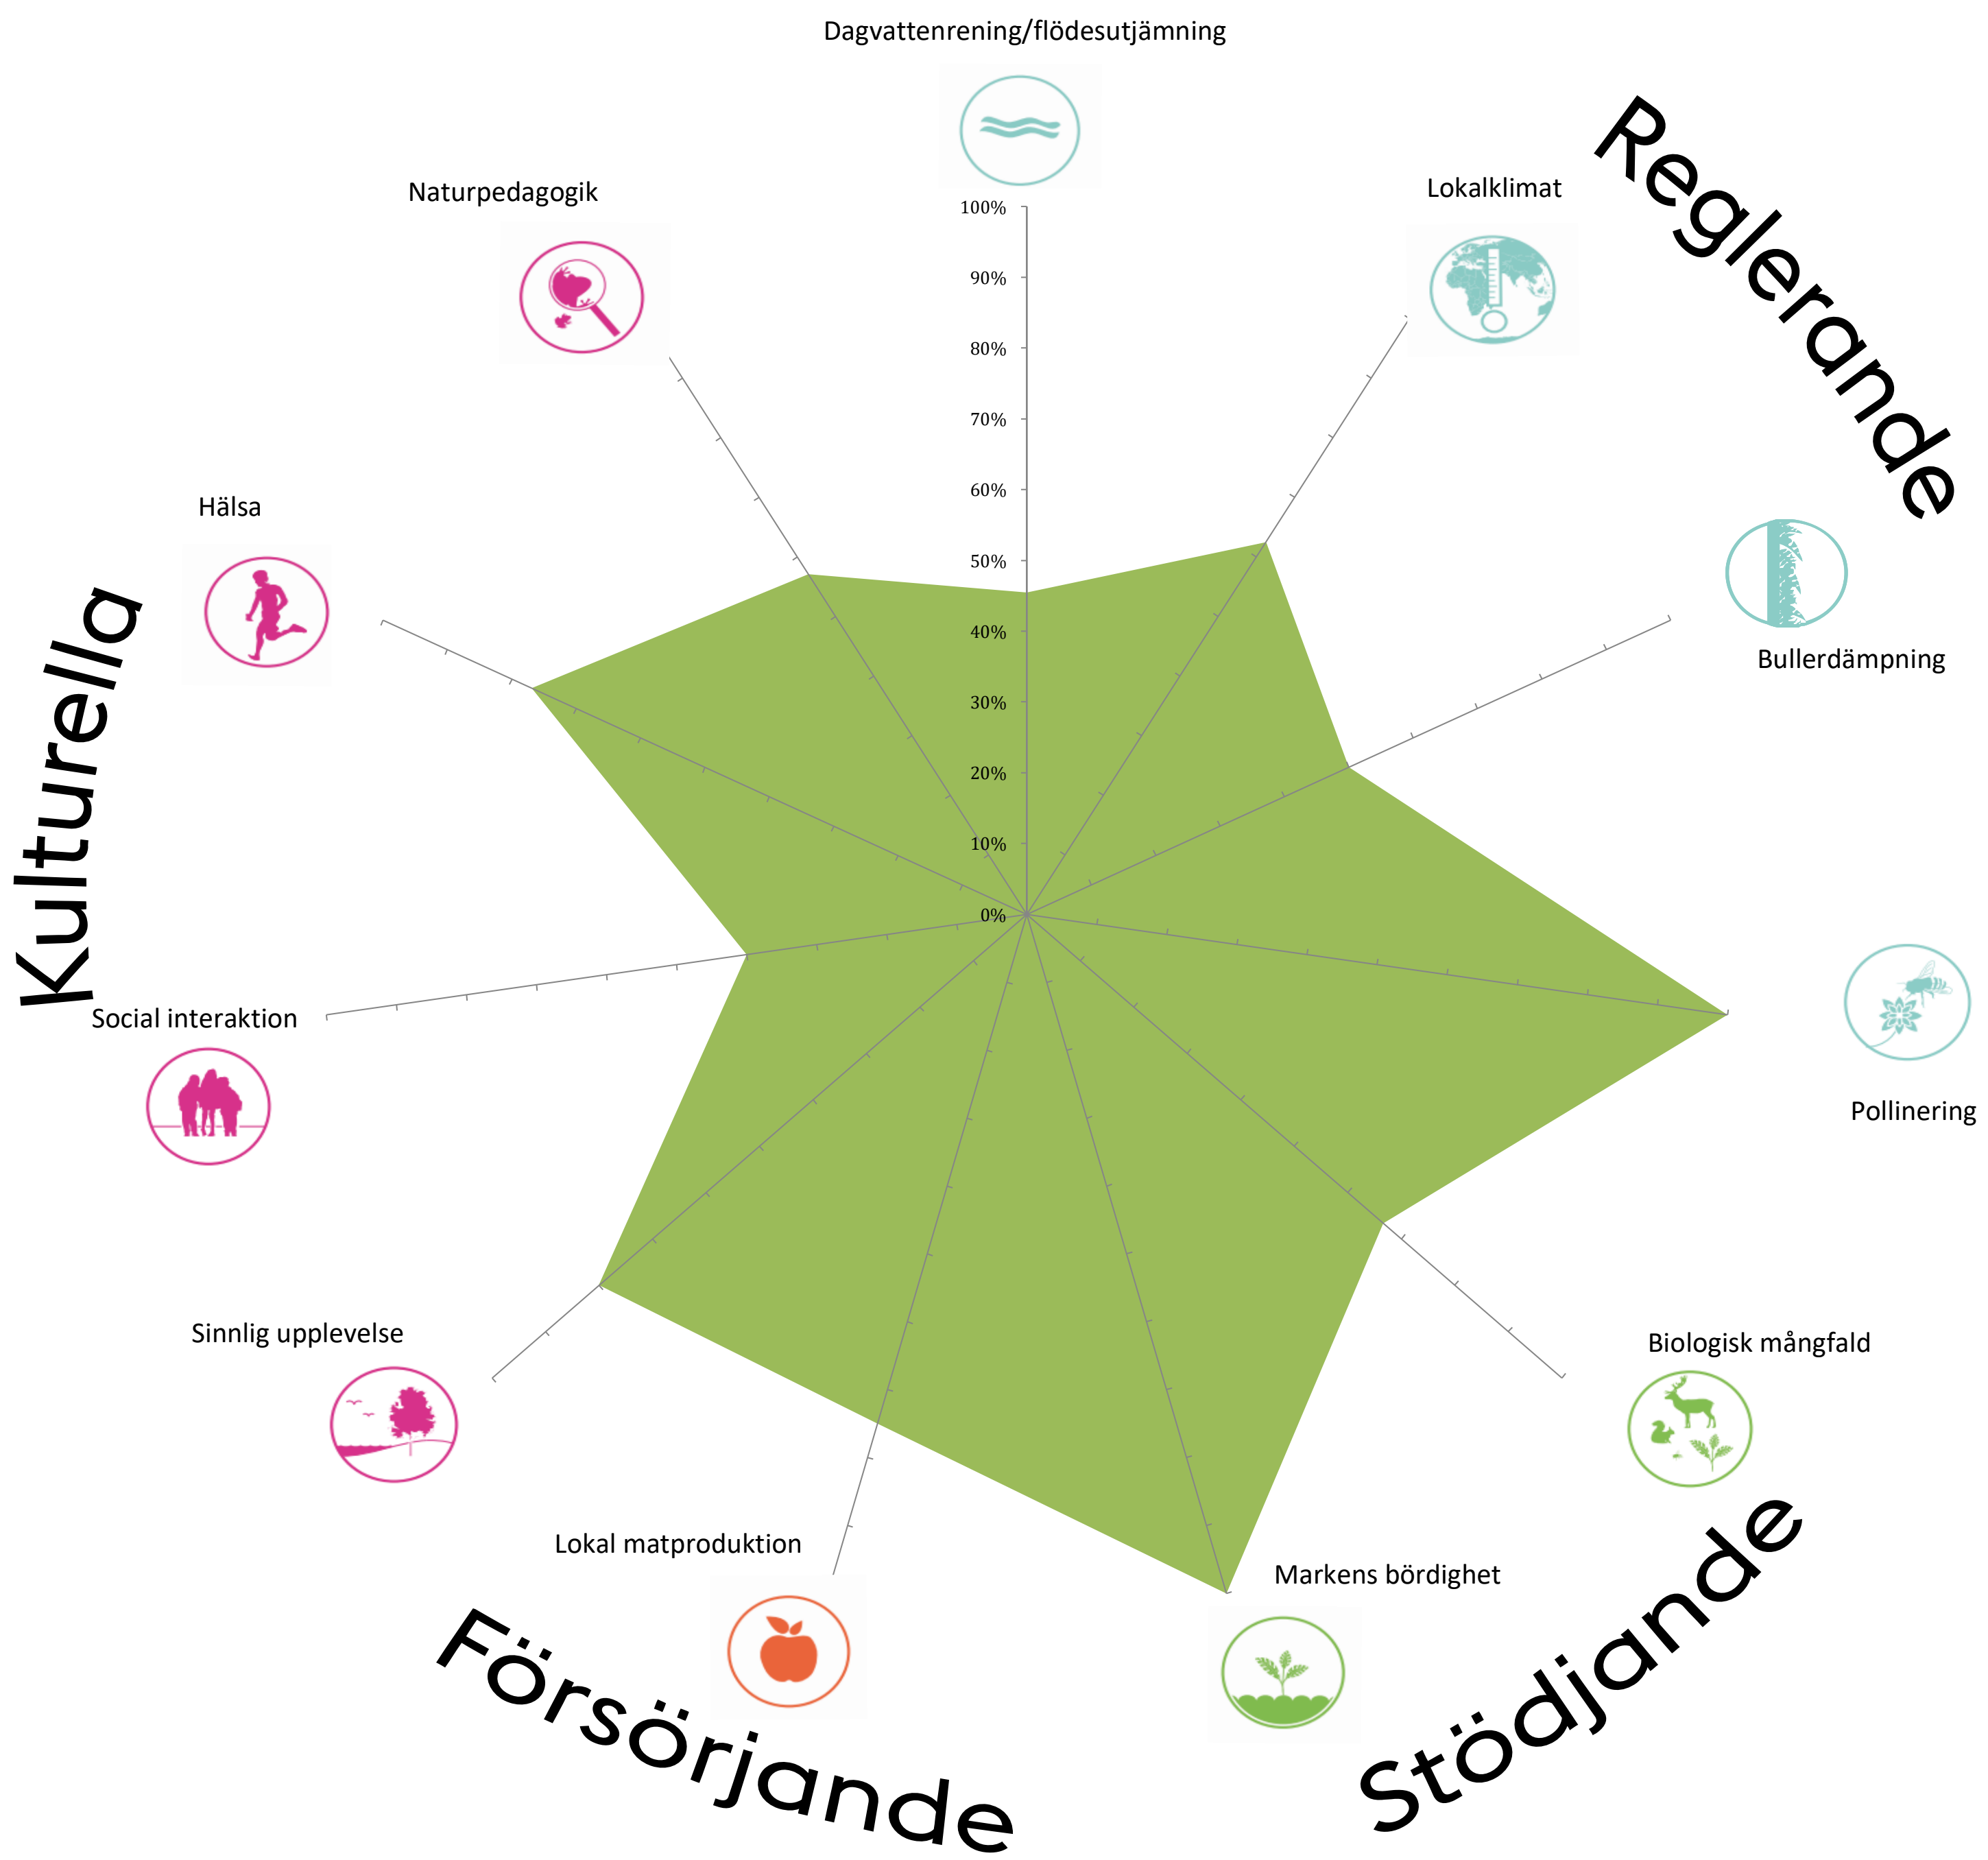 Dagvattenrening/flödesutjämning
Lokalklimat
Reglerande
Bullerdämpning
Pollinering
Biologisk mångfald
Stödjande
Markens bördighet
Lokal matproduktion
Försörjande
Sinnlig upplevelse
Social interaktion
Kulturella
Hälsa
Naturpedagogik
100%
90%
80%
70%
60%
50%
40%
30%
20%
10%
0%